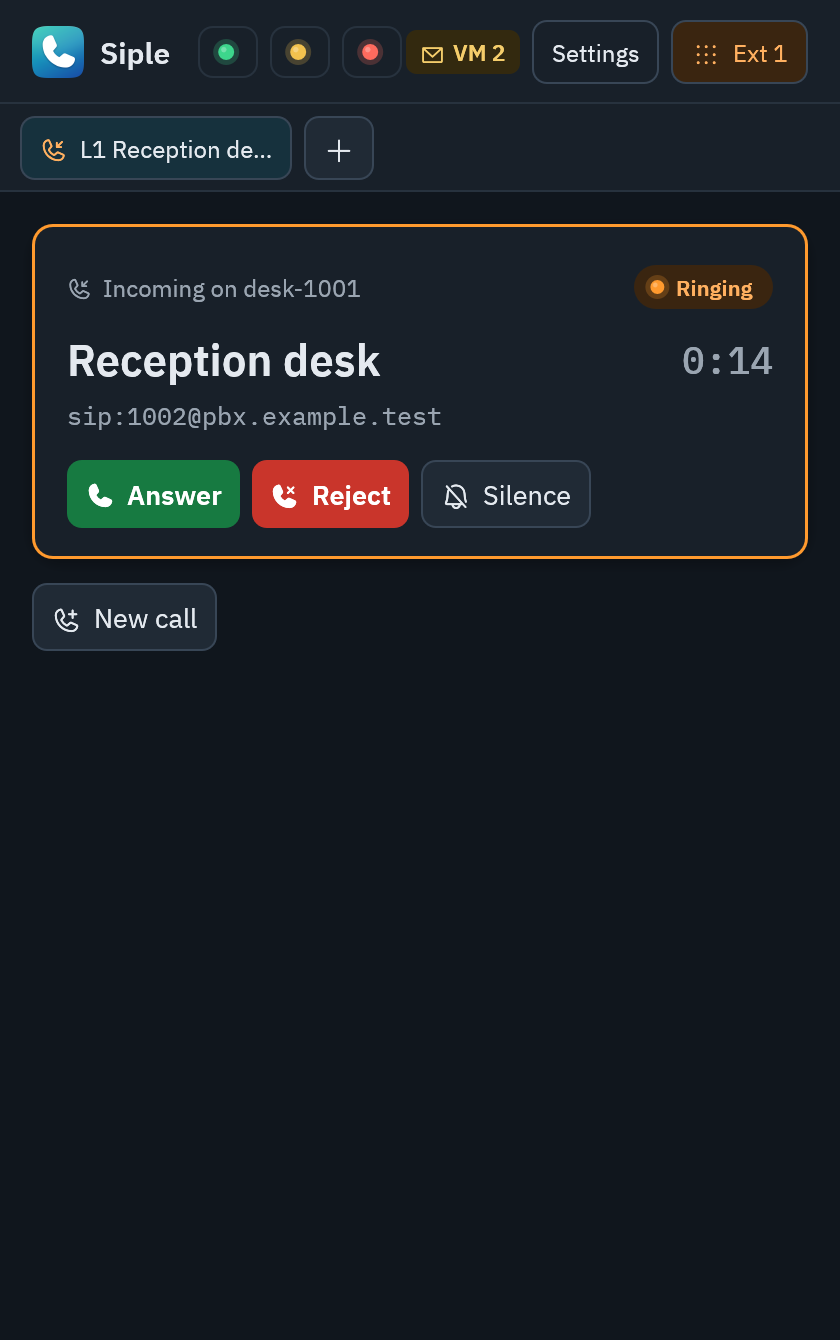 Siple
VM 2
Settings
Ext 1
L1 Reception de...
Incoming on desk-1001
Ringing
Reception desk
0:14
sip:1002@pbx.example.test
Answer
Reject
Silence
New call